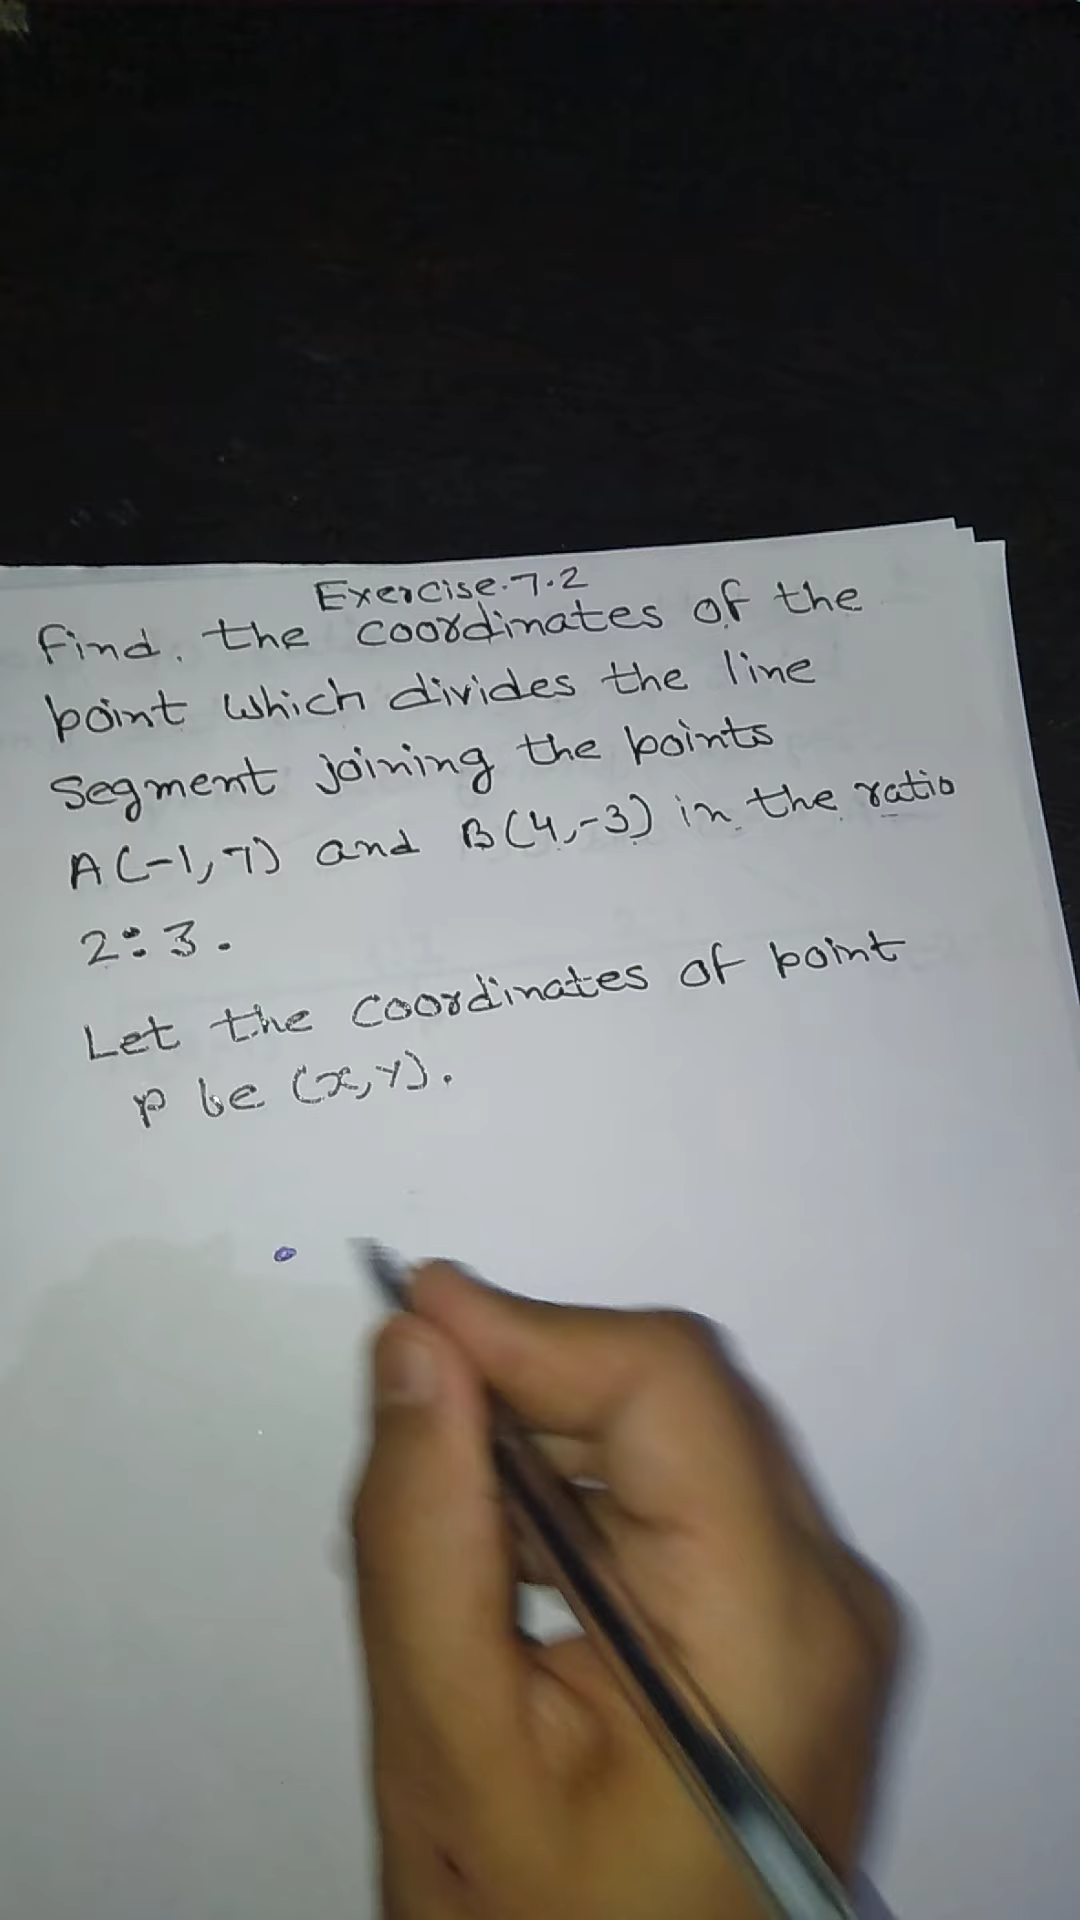 Exercise.7.2
Find. the coordinates of the
point which divides the line
segment joining the points
A(-1,7) and B(4,-3) in the ratio
2:3.
Let the coordinates of point
P be (x,y).